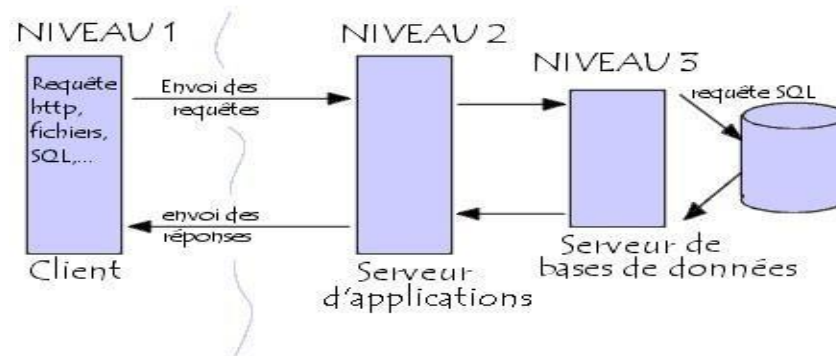 NIVEAU 1
Requête
http,
fichiers,
SQL,...
Client
Envoi des
requêtes
envoi des
réponses
NIVEAU 2
Serveur
d'applications
NIVEAU 3
requête SQL
Serveur de
bases de données